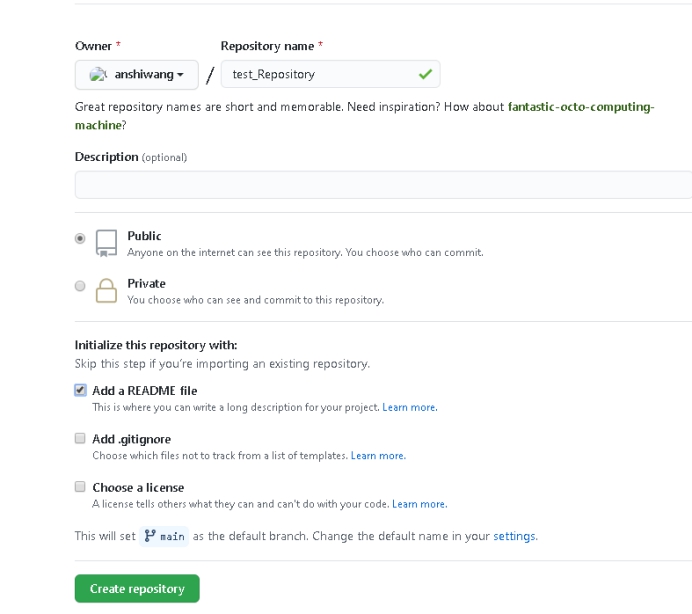 Owner * Repository name *
anshiwang / test_Repository
Great repository names are short and memorable. Need inspiration? How about fantastic-octo-computing-
machine?
Description (optional)
Public
Anyone on the internet can see this repository. You choose who can commit.
Private
You choose who can see and commit to this repository.
Initialize this repository with:
Skip this step if you're importing an existing repository.
Add a README file
This is where you can write a long description for your project. Learn more.
Add .gitignore
Choose which files not to track from a list of templates. Learn more.
Choose a license
A license tells others what they can and can't do with your code. Learn more.
This will set main as the default branch. Change the default name in your settings.
Create repository